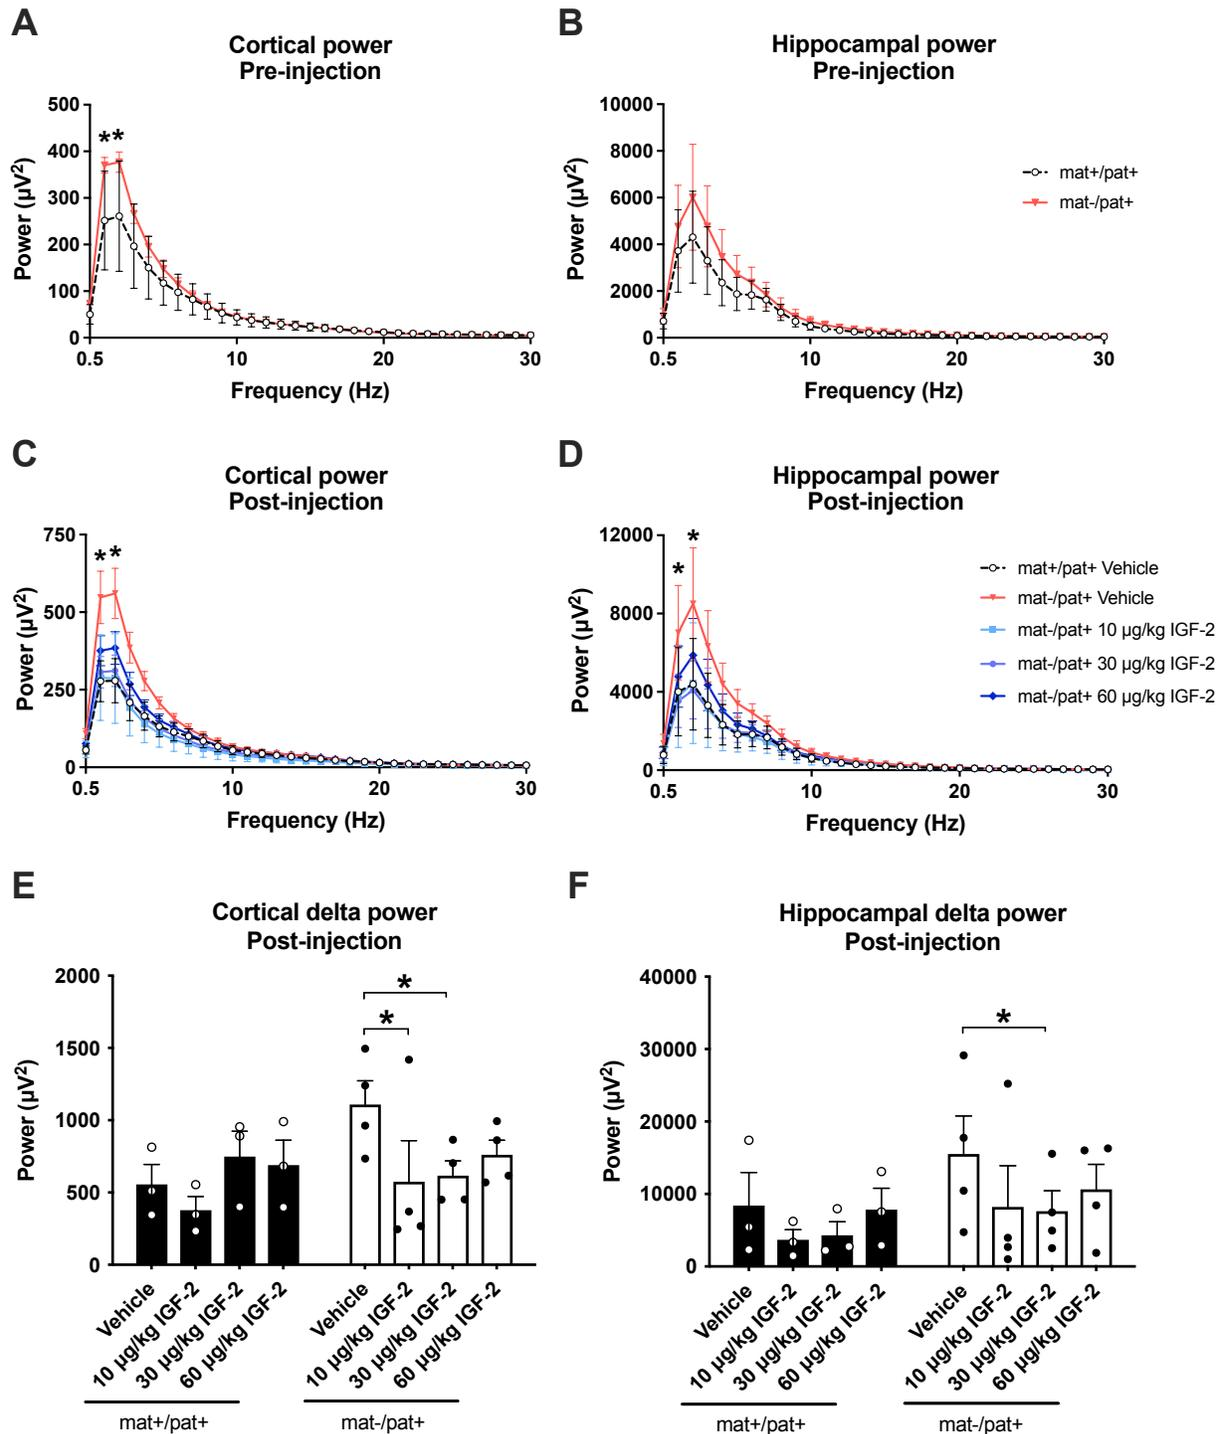 A
Cortical power
Pre-injection
Power (µV2)
500
400
300
200
100
0
**
0.5
10
20
30
Frequency (Hz)
B
Hippocampal power
Pre-injection
Power (µV2)
10000
8000
6000
4000
2000
0
0.5
10
20
30
Frequency (Hz)
mat+/pat+
mat-/pat+
C
Cortical power
Post-injection
Power (µV2)
750
500
250
0
**
0.5
10
20
30
Frequency (Hz)
D
Hippocampal power
Post-injection
Power (µV2)
12000
8000
4000
0
*
*
0.5
10
20
30
Frequency (Hz)
mat+/pat+ Vehicle
mat-/pat+ Vehicle
mat-/pat+ 10 µg/kg IGF-2
mat-/pat+ 30 µg/kg IGF-2
mat-/pat+ 60 µg/kg IGF-2
E
Cortical delta power
Post-injection
Power (µV2)
2000
1500
1000
500
0
*
*
Vehicle
10 µg/kg IGF-2
30 µg/kg IGF-2
60 µg/kg IGF-2
Vehicle
10 µg/kg IGF-2
30 µg/kg IGF-2
60 µg/kg IGF-2
mat+/pat+
mat-/pat+
F
Hippocampal delta power
Post-injection
Power (µV2)
40000
30000
20000
10000
0
*
Vehicle
10 µg/kg IGF-2
30 µg/kg IGF-2
60 µg/kg IGF-2
Vehicle
10 µg/kg IGF-2
30 µg/kg IGF-2
60 µg/kg IGF-2
mat+/pat+
mat-/pat+